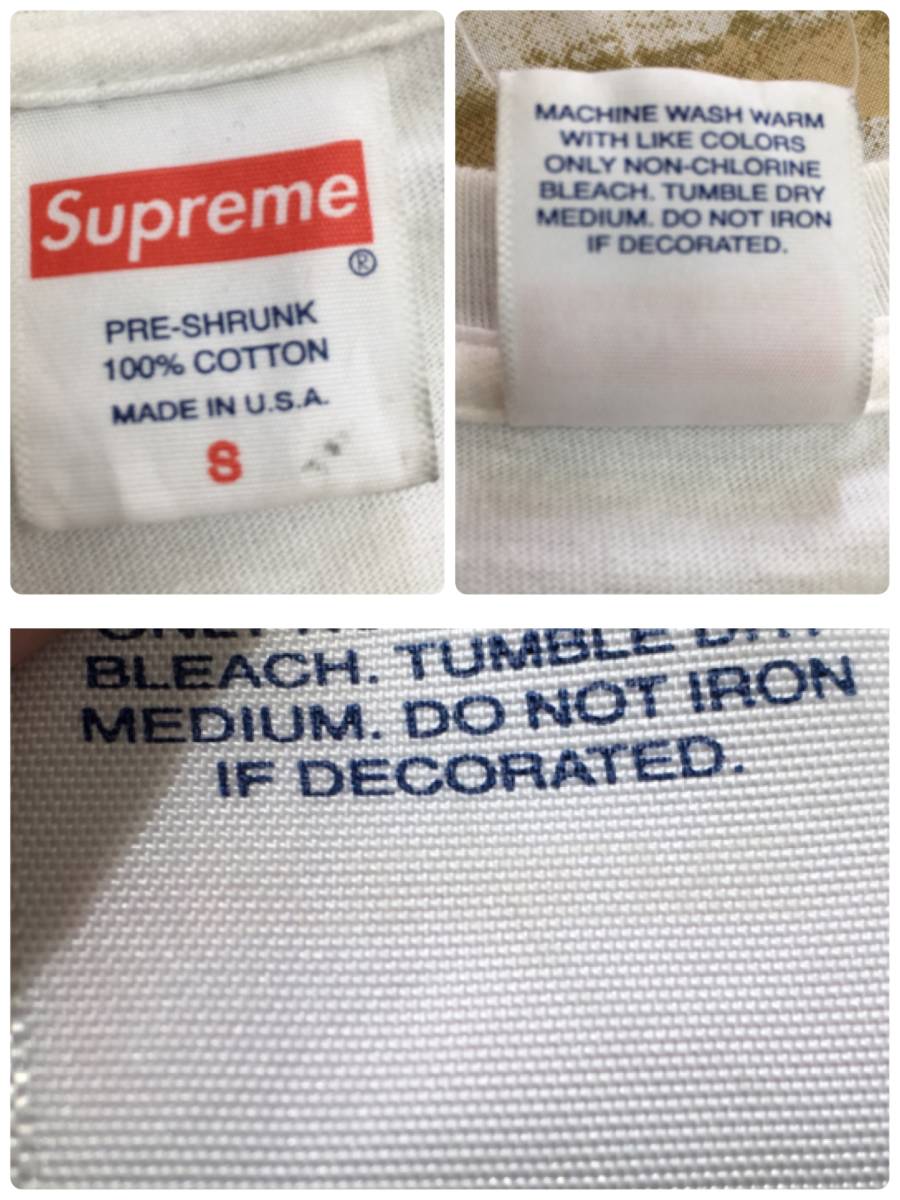 Supreme
®
PRE-SHRUNK
100% COTTON
MADE IN U.S.A.
S
MACHINE WASH WARM
WITH LIKE COLORS
ONLY NON-CHLORINE
BLEACH. TUMBLE DRY
MEDIUM. DO NOT IRON
IF DECORATED.
BLEACH. TUMBLE DRY
MEDIUM. DO NOT IRON
IF DECORATED.